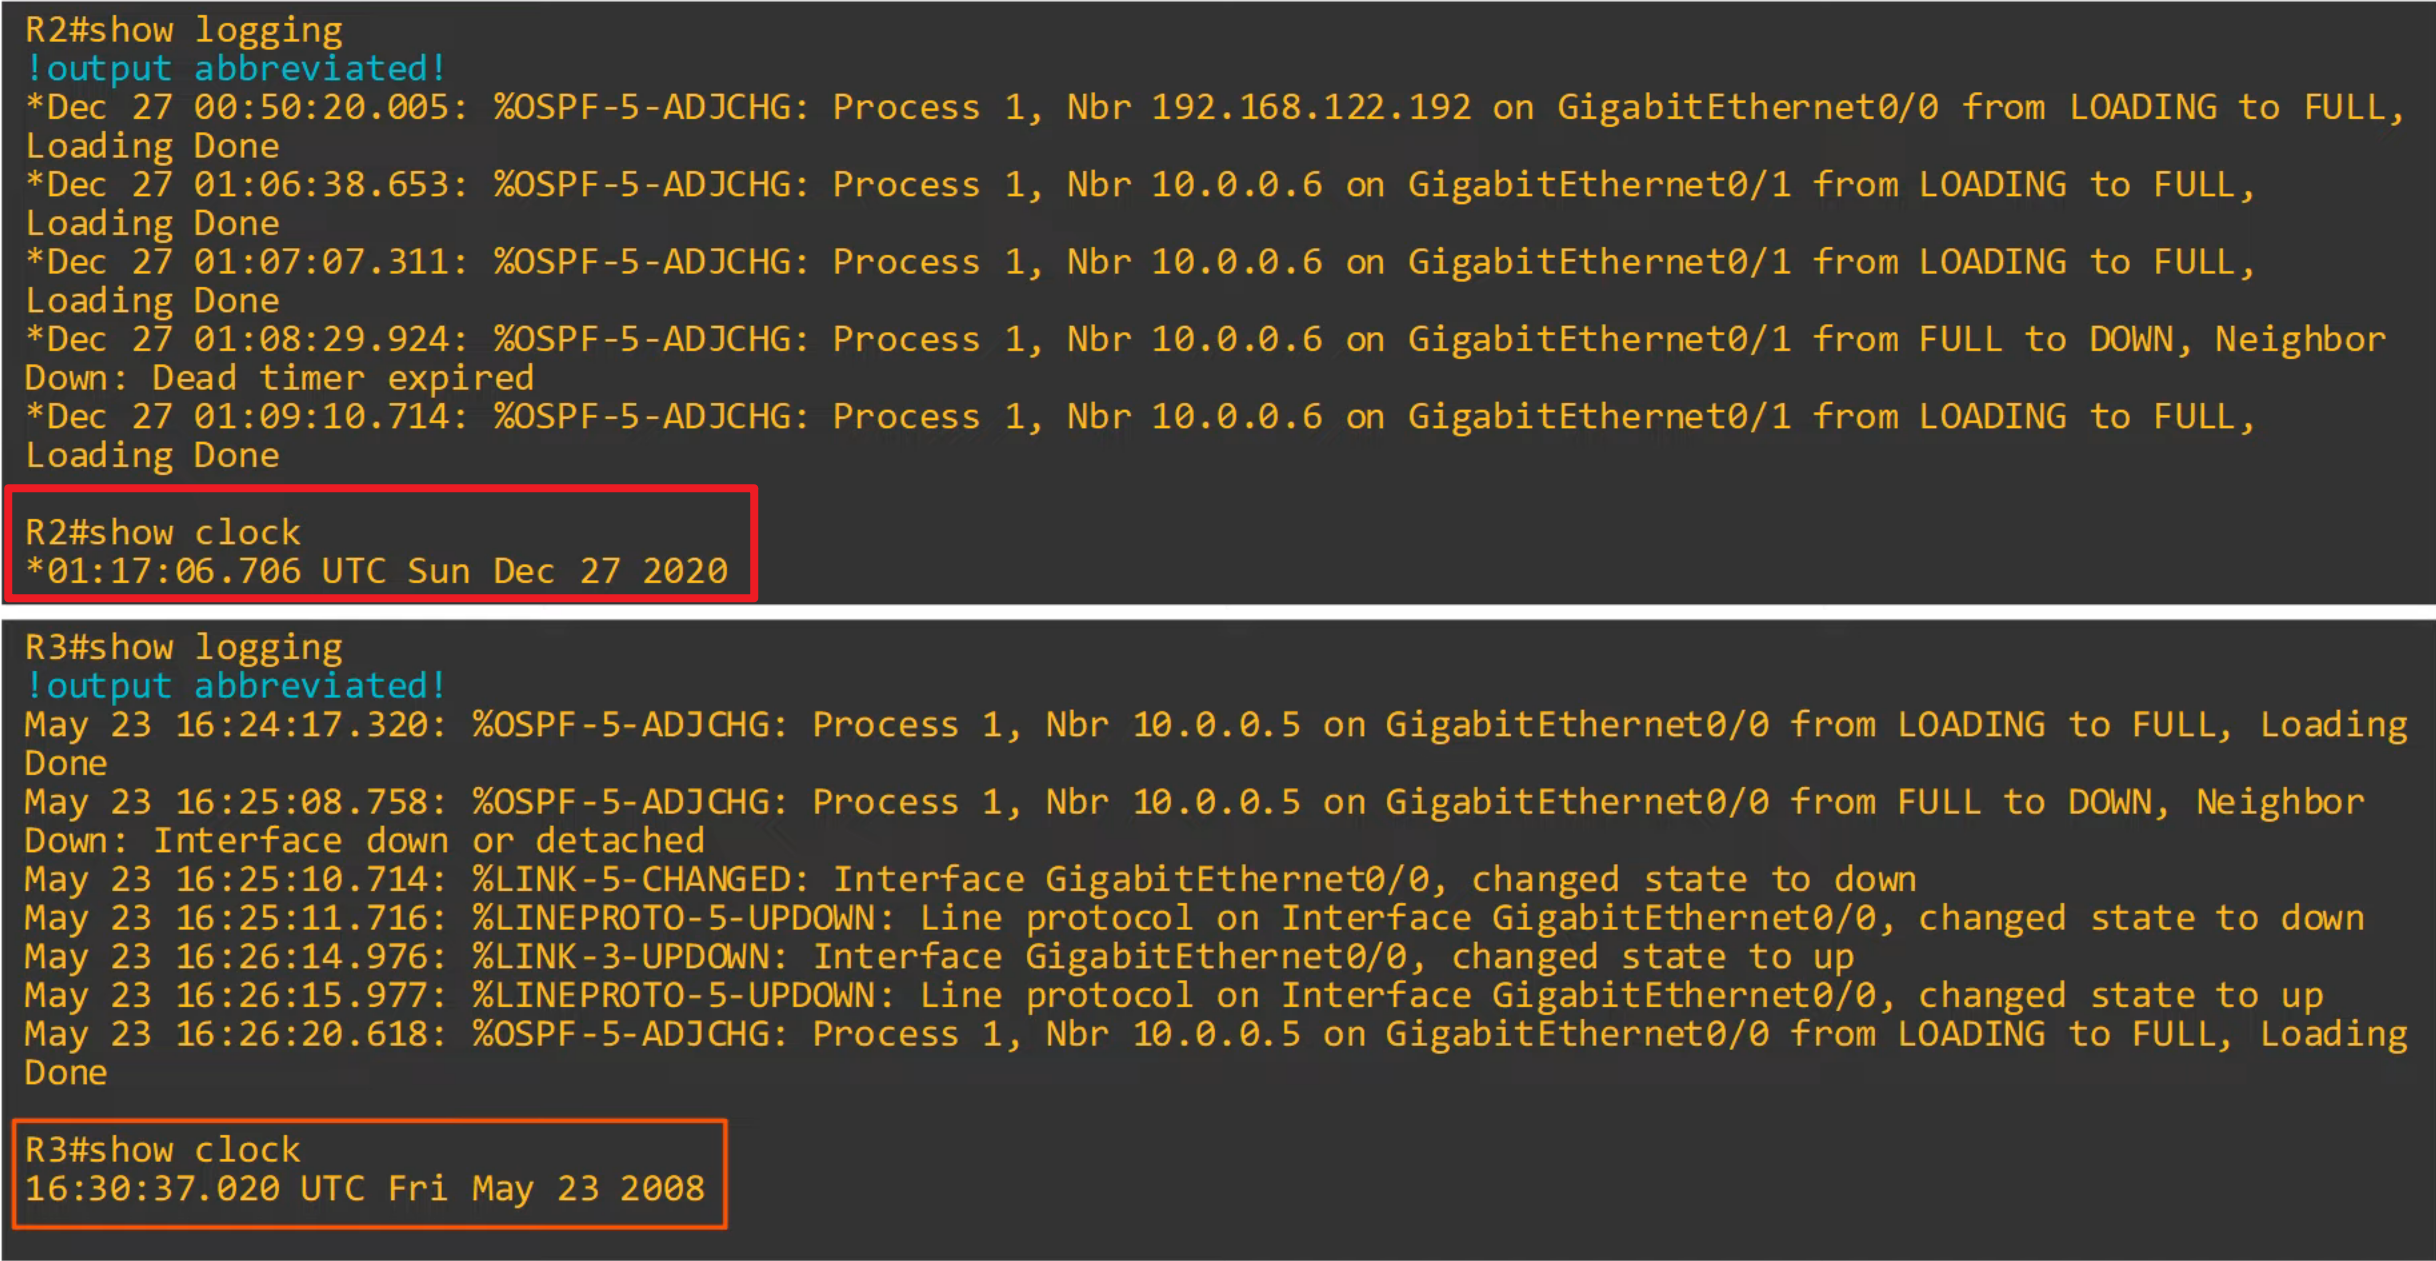 R2#show logging
!output abbreviated!
*Dec 27 00:50:20.005: %OSPF-5-ADJCHG: Process 1, Nbr 192.168.122.192 on GigabitEthernet0/0 from LOADING to FULL,
Loading Done
*Dec 27 01:06:38.653: %OSPF-5-ADJCHG: Process 1, Nbr 10.0.0.6 on GigabitEthernet0/1 from LOADING to FULL,
Loading Done
*Dec 27 01:07:07.311: %OSPF-5-ADJCHG: Process 1, Nbr 10.0.0.6 on GigabitEthernet0/1 from LOADING to FULL,
Loading Done
*Dec 27 01:08:29.924: %OSPF-5-ADJCHG: Process 1, Nbr 10.0.0.6 on GigabitEthernet0/1 from FULL to DOWN, Neighbor
Down: Dead timer expired
*Dec 27 01:09:10.714: %OSPF-5-ADJCHG: Process 1, Nbr 10.0.0.6 on GigabitEthernet0/1 from LOADING to FULL,
Loading Done
R2#show clock
*01:17:06.706 UTC Sun Dec 27 2020
R3#show logging
!output abbreviated!
May 23 16:24:17.320: %OSPF-5-ADJCHG: Process 1, Nbr 10.0.0.5 on GigabitEthernet0/0 from LOADING to FULL, Loading
Done
May 23 16:25:08.758: %OSPF-5-ADJCHG: Process 1, Nbr 10.0.0.5 on GigabitEthernet0/0 from FULL to DOWN, Neighbor
Down: Interface down or detached
May 23 16:25:10.714: %LINK-5-CHANGED: Interface GigabitEthernet0/0, changed state to down
May 23 16:25:11.716: %LINEPROTO-5-UPDOWN: Line protocol on Interface GigabitEthernet0/0, changed state to down
May 23 16:26:14.976: %LINK-3-UPDOWN: Interface GigabitEthernet0/0, changed state to up
May 23 16:26:15.977: %LINEPROTO-5-UPDOWN: Line protocol on Interface GigabitEthernet0/0, changed state to up
May 23 16:26:20.618: %OSPF-5-ADJCHG: Process 1, Nbr 10.0.0.5 on GigabitEthernet0/0 from LOADING to FULL, Loading
Done
R3#show clock
16:30:37.020 UTC Fri May 23 2008